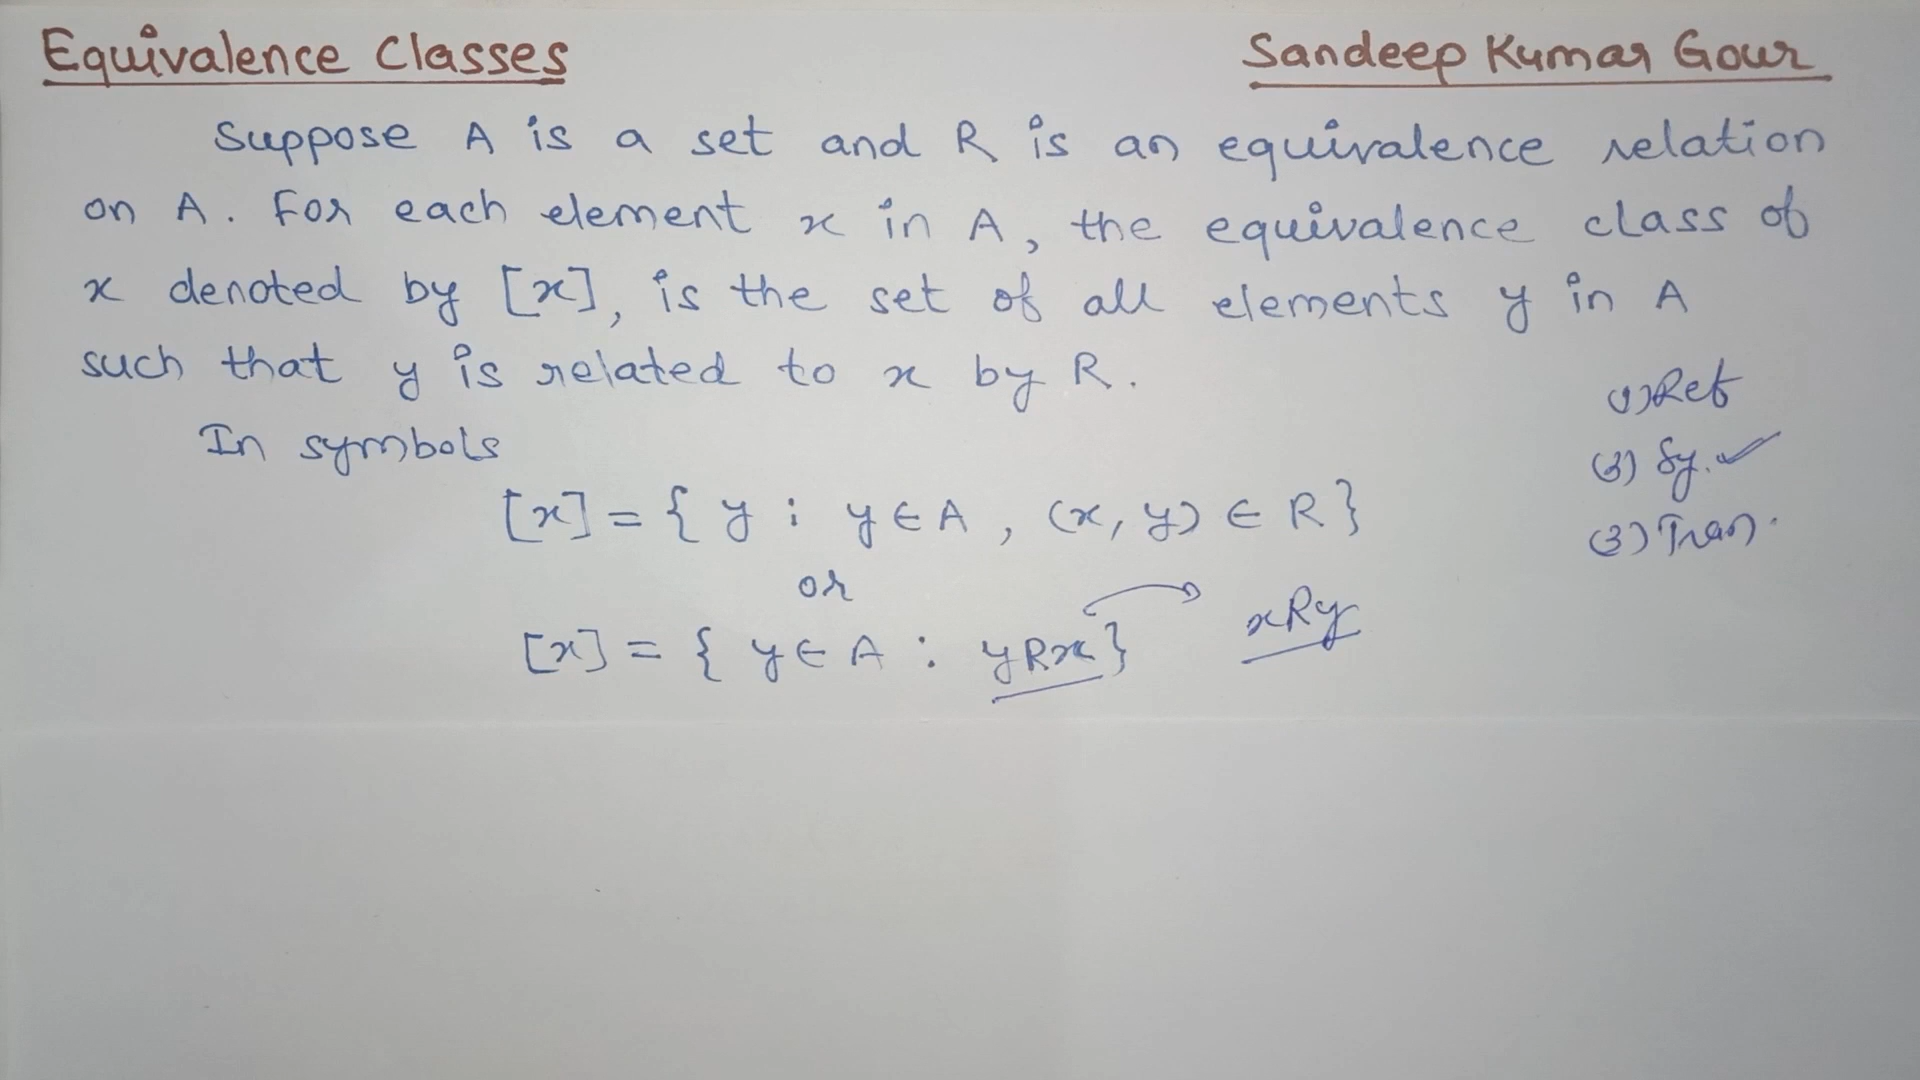 Equivalence Classes
Sandeep Kumar Gour
Suppose A is a set and R is an equivalence relation
on A. For each element x in A, the equivalence class of
x denoted by [x], is the set of all elements y in A
such that y is related to x by R.
(1) Ref
In symbols
(2) Sy. ✓
[x] = { y : y ∈ A , (x, y) ∈ R }
(3) Tran.
or
[x] = { y ∈ A : yRx } xRy